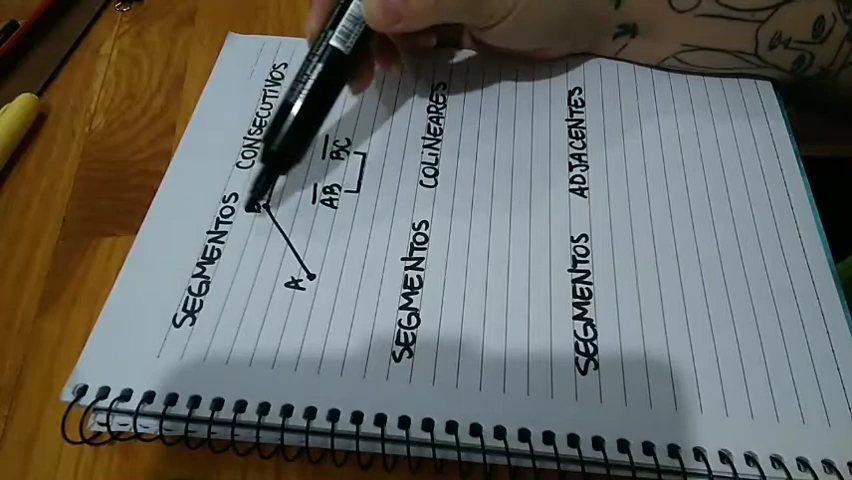 SEGMENTOS CONSECUTIVOS
A
AB BC
SEGMENTOS COLINEARES
SEGMENTOS ADJACENTES